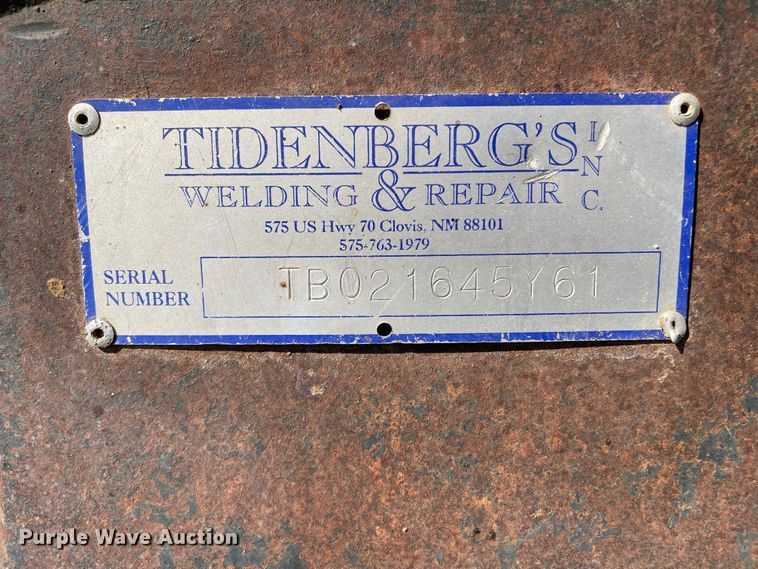 TIDENBERG'S INC.
WELDING & REPAIR
575 US Hwy 70 Clovis, NM 88101
575-763-1979
SERIAL NUMBER TB021645Y61
Purple Wave Auction